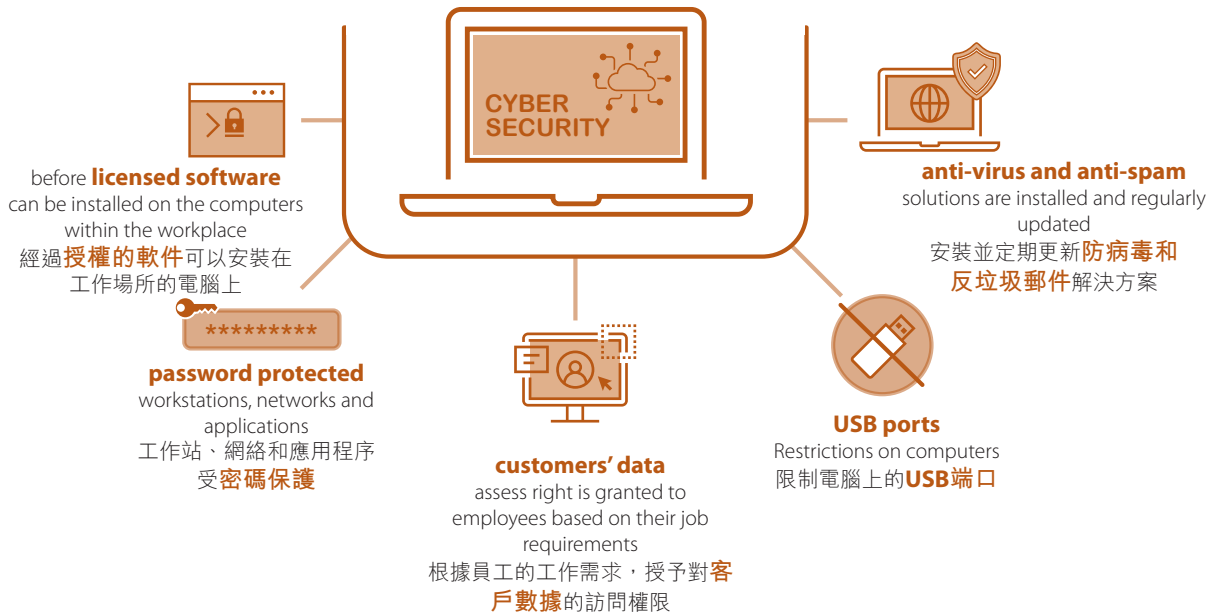 CYBER
SECURITY
before licensed software
can be installed on the computers
within the workplace
經過授權的軟件可以安裝在
工作場所的電腦上
*********
password protected
workstations, networks and
applications
工作站、網絡和應用程序
受密碼保護
customers’ data
assess right is granted to
employees based on their job
requirements
根據員工的工作需求，授予對客
戶數據的訪問權限
USB ports
Restrictions on computers
限制電腦上的USB端口
anti-virus and anti-spam
solutions are installed and regularly
updated
安裝並定期更新防病毒和
反垃圾郵件解決方案